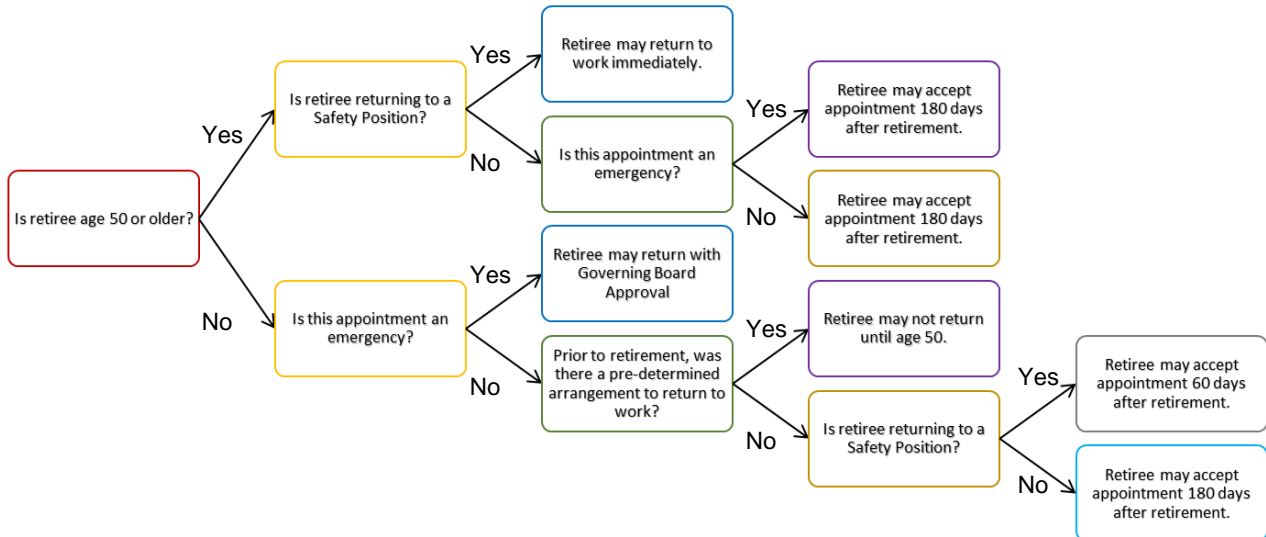 Is retiree age 50 or older?
Yes
No
Is retiree returning to a
Safety Position?
Yes
No
Retiree may return to
work immediately.
Is this appointment an
emergency?
Yes
No
Retiree may accept
appointment 180 days
after retirement.
Retiree may accept
appointment 180 days
after retirement.
Is this appointment an
emergency?
Yes
No
Retiree may return with
Governing Board
Approval
Prior to retirement, was
there a pre-determined
arrangement to return to
work?
Yes
No
Retiree may not return
until age 50.
Is retiree returning to a
Safety Position?
Yes
No
Retiree may accept
appointment 60 days
after retirement.
Retiree may accept
appointment 180 days
after retirement.